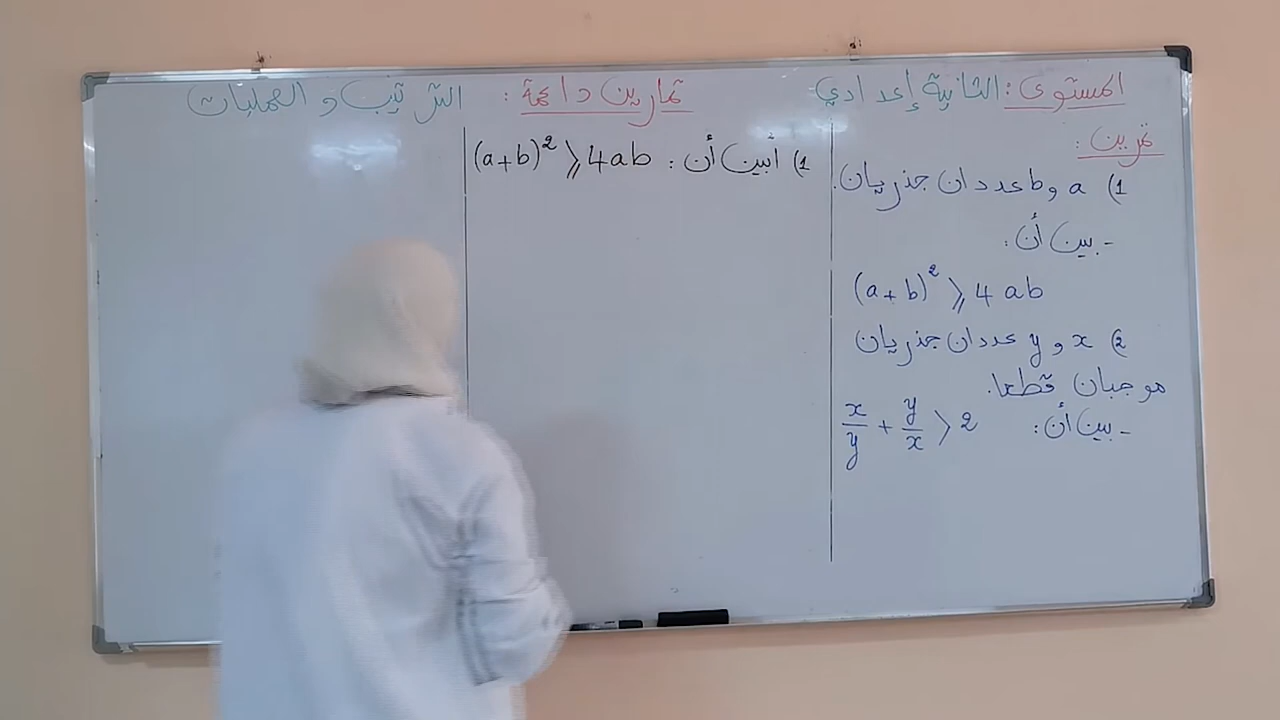 المستوى : الثانية إعدادي
تمارين داعمة : الترتيب و العمليات
تمرين :
1) a و b عددان جذريان.
- بين أن :
(a+b)² ⩾ 4ab
2) x و y عددان جذريان
موجبان قطعا.
- بين أن : x/y + y/x > 2
1) أبين أن : (a+b)² ⩾ 4ab